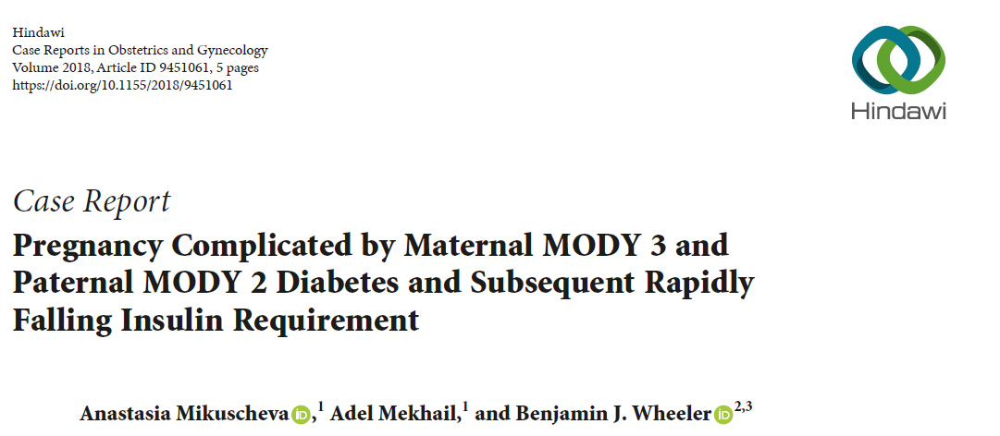 Hindawi
Case Reports in Obstetrics and Gynecology
Volume 2018, Article ID 9451061, 5 pages
https://doi.org/10.1155/2018/9451061
Hindawi
Case Report
Pregnancy Complicated by Maternal MODY 3 and
Paternal MODY 2 Diabetes and Subsequent Rapidly
Falling Insulin Requirement
Anastasia Mikuscheva iD,1 Adel Mekhail,1 and Benjamin J. Wheeler iD 2,3